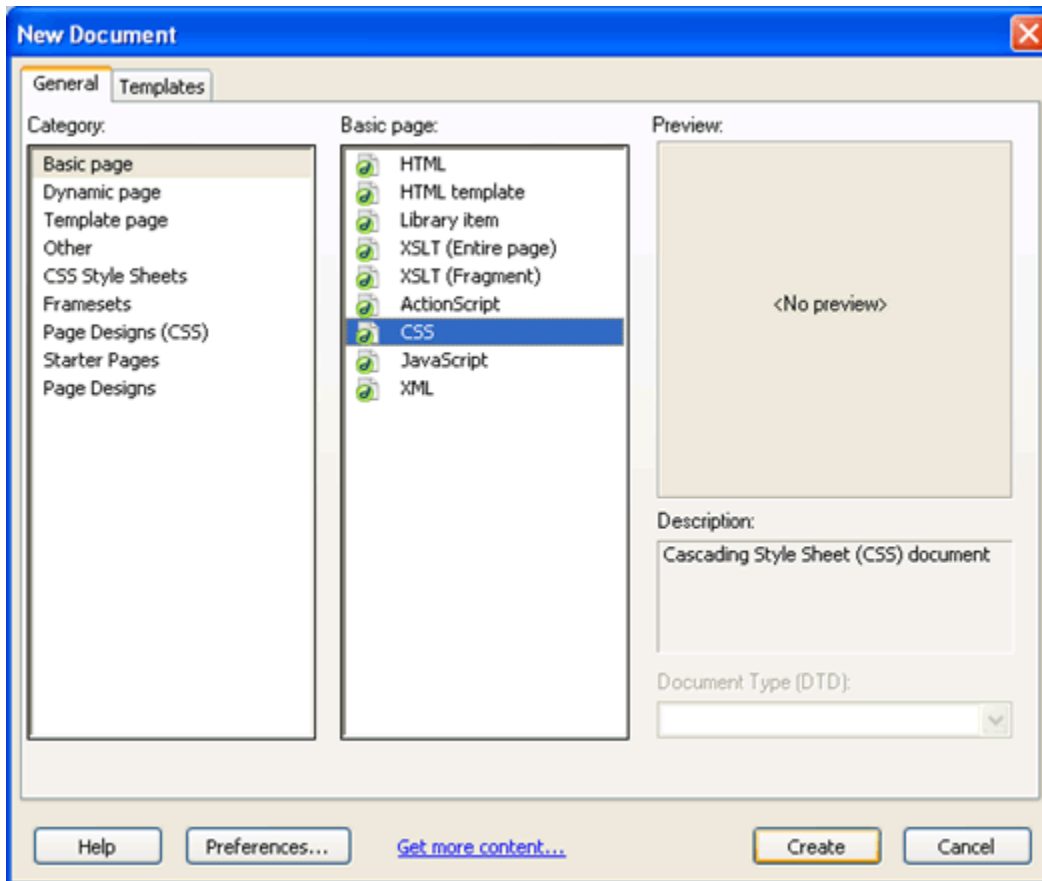 New Document
General
Templates
Category:
Basic page
Dynamic page
Template page
Other
CSS Style Sheets
Framesets
Page Designs (CSS)
Starter Pages
Page Designs
Basic page:
HTML
HTML template
Library item
XSLT (Entire page)
XSLT (Fragment)
ActionScript
CSS
JavaScript
XML
Preview:
<No preview>
Description:
Cascading Style Sheet (CSS) document
Document Type (DTD):
Help
Preferences...
Get more content...
Create
Cancel